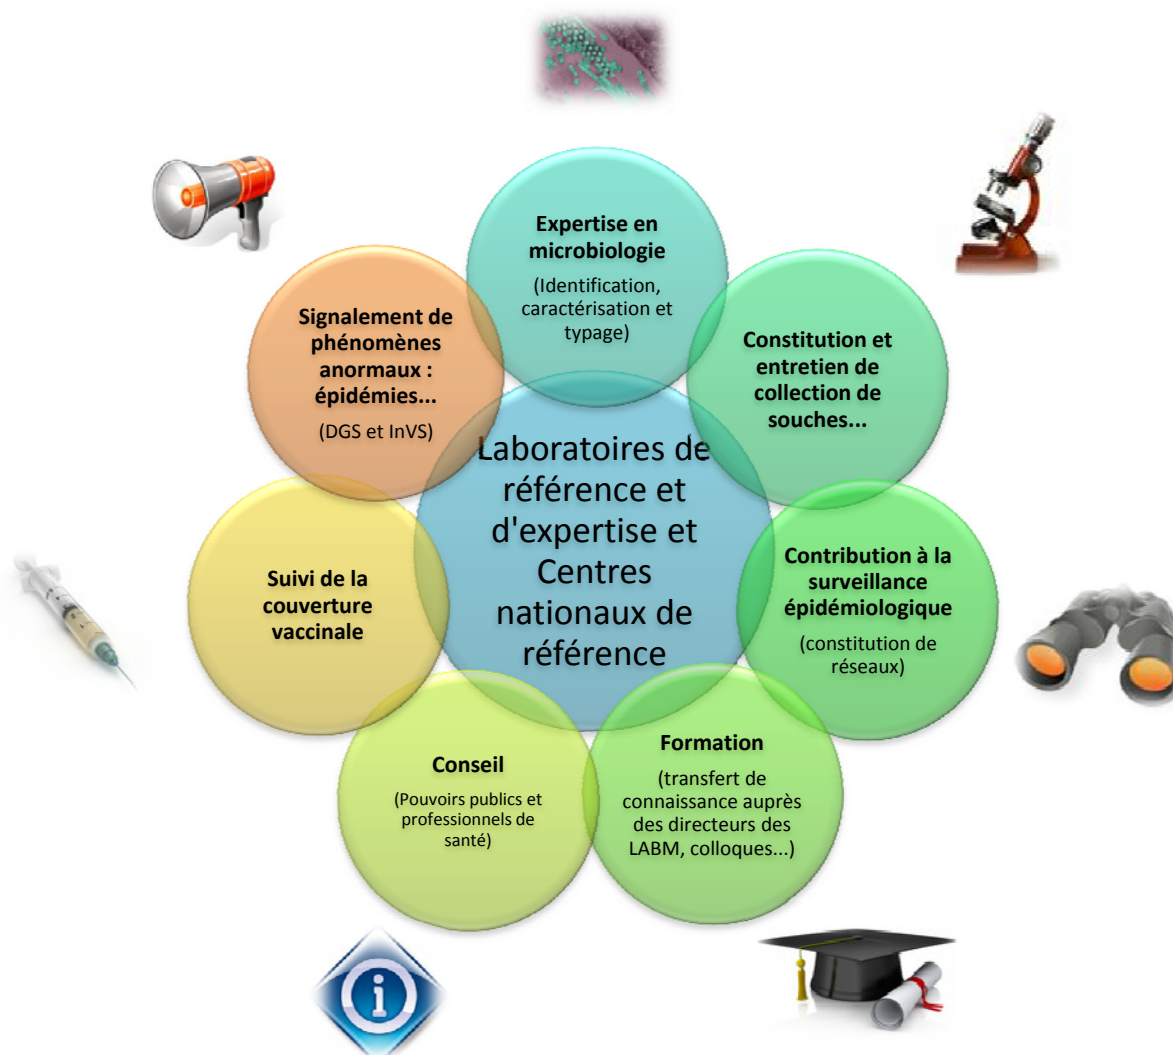 Expertise en
microbiologie
(Identification,
caractérisation et
typage)
Constitution et
entretien de
collection de
souches...
Contribution à la
surveillance
épidémiologique
(constitution de
réseaux)
Formation
(transfert de
connaissance auprès
des directeurs des
LABM, colloques...)
Conseil
(Pouvoirs publics et
professionnels de
santé)
Suivi de la
couverture
vaccinale
Signalement de
phénomènes
anormaux :
épidémies...
(DGS et InVS)
Laboratoires de
référence et
d'expertise et
Centres
nationaux de
référence
i